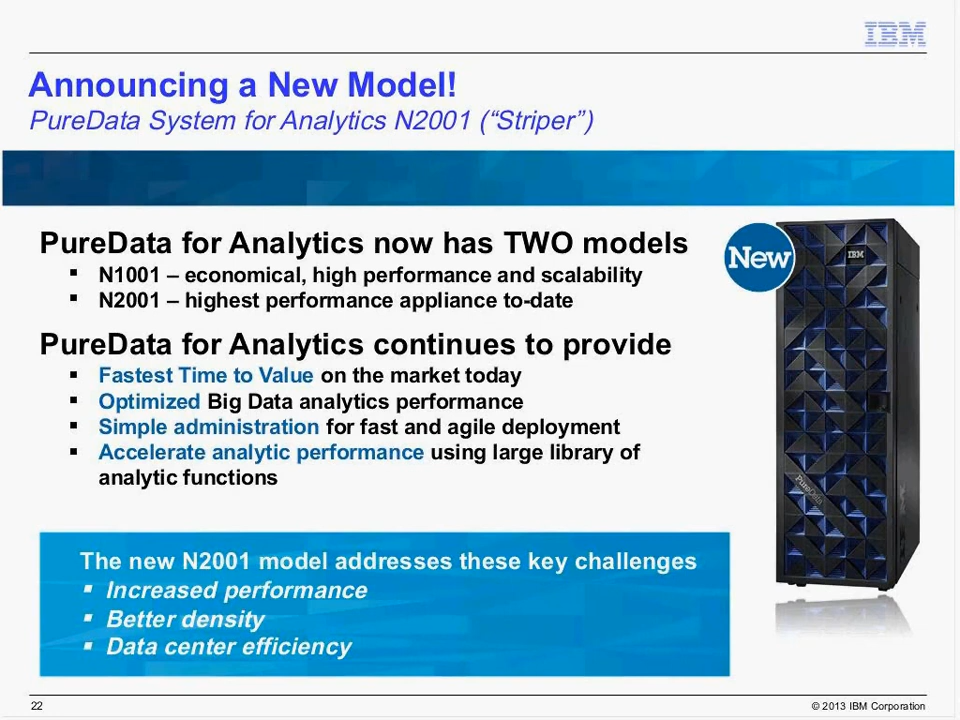 IBM
Announcing a New Model!
PureData System for Analytics N2001 (“Striper”)
PureData for Analytics now has TWO models
▪ N1001 – economical, high performance and scalability
▪ N2001 – highest performance appliance to-date
New
IBM
PureData for Analytics continues to provide
▪ Fastest Time to Value on the market today
▪ Optimized Big Data analytics performance
▪ Simple administration for fast and agile deployment
▪ Accelerate analytic performance using large library of
analytic functions
PureData
The new N2001 model addresses these key challenges
▪ Increased performance
▪ Better density
▪ Data center efficiency
22
© 2013 IBM Corporation